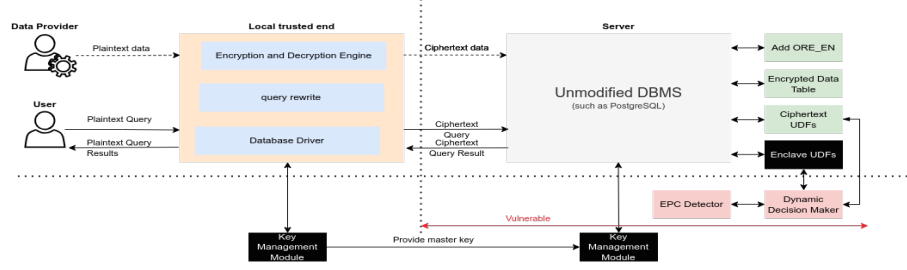 Data Provider
Local trusted end
Server
Plaintext data
Encryption and Decryption Engine
Ciphertext data
Add ORE_EN
query rewrite
Unmodified DBMS
(such as PostgreSQL)
Encrypted Data
Table
User
Plaintext Query
Plaintext Query
Results
Database Driver
Ciphertext
Query
Ciphertext
Query Result
Ciphertext
UDFs
Enclave UDFs
EPC Detector
Dynamic
Decision Maker
Vulnerable
Key
Management
Module
Provide master key
Key
Management
Module